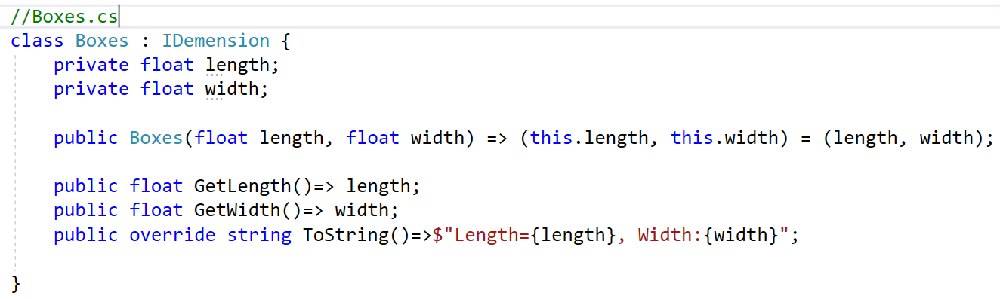 //Boxes.cs
class Boxes : IDemension {
private float length;
private float width;
public Boxes(float length, float width) => (this.length, this.width) = (length, width);
public float GetLength()=> length;
public float GetWidth()=> width;
public override string ToString()=>$"Length={length}, Width:{width}";
}